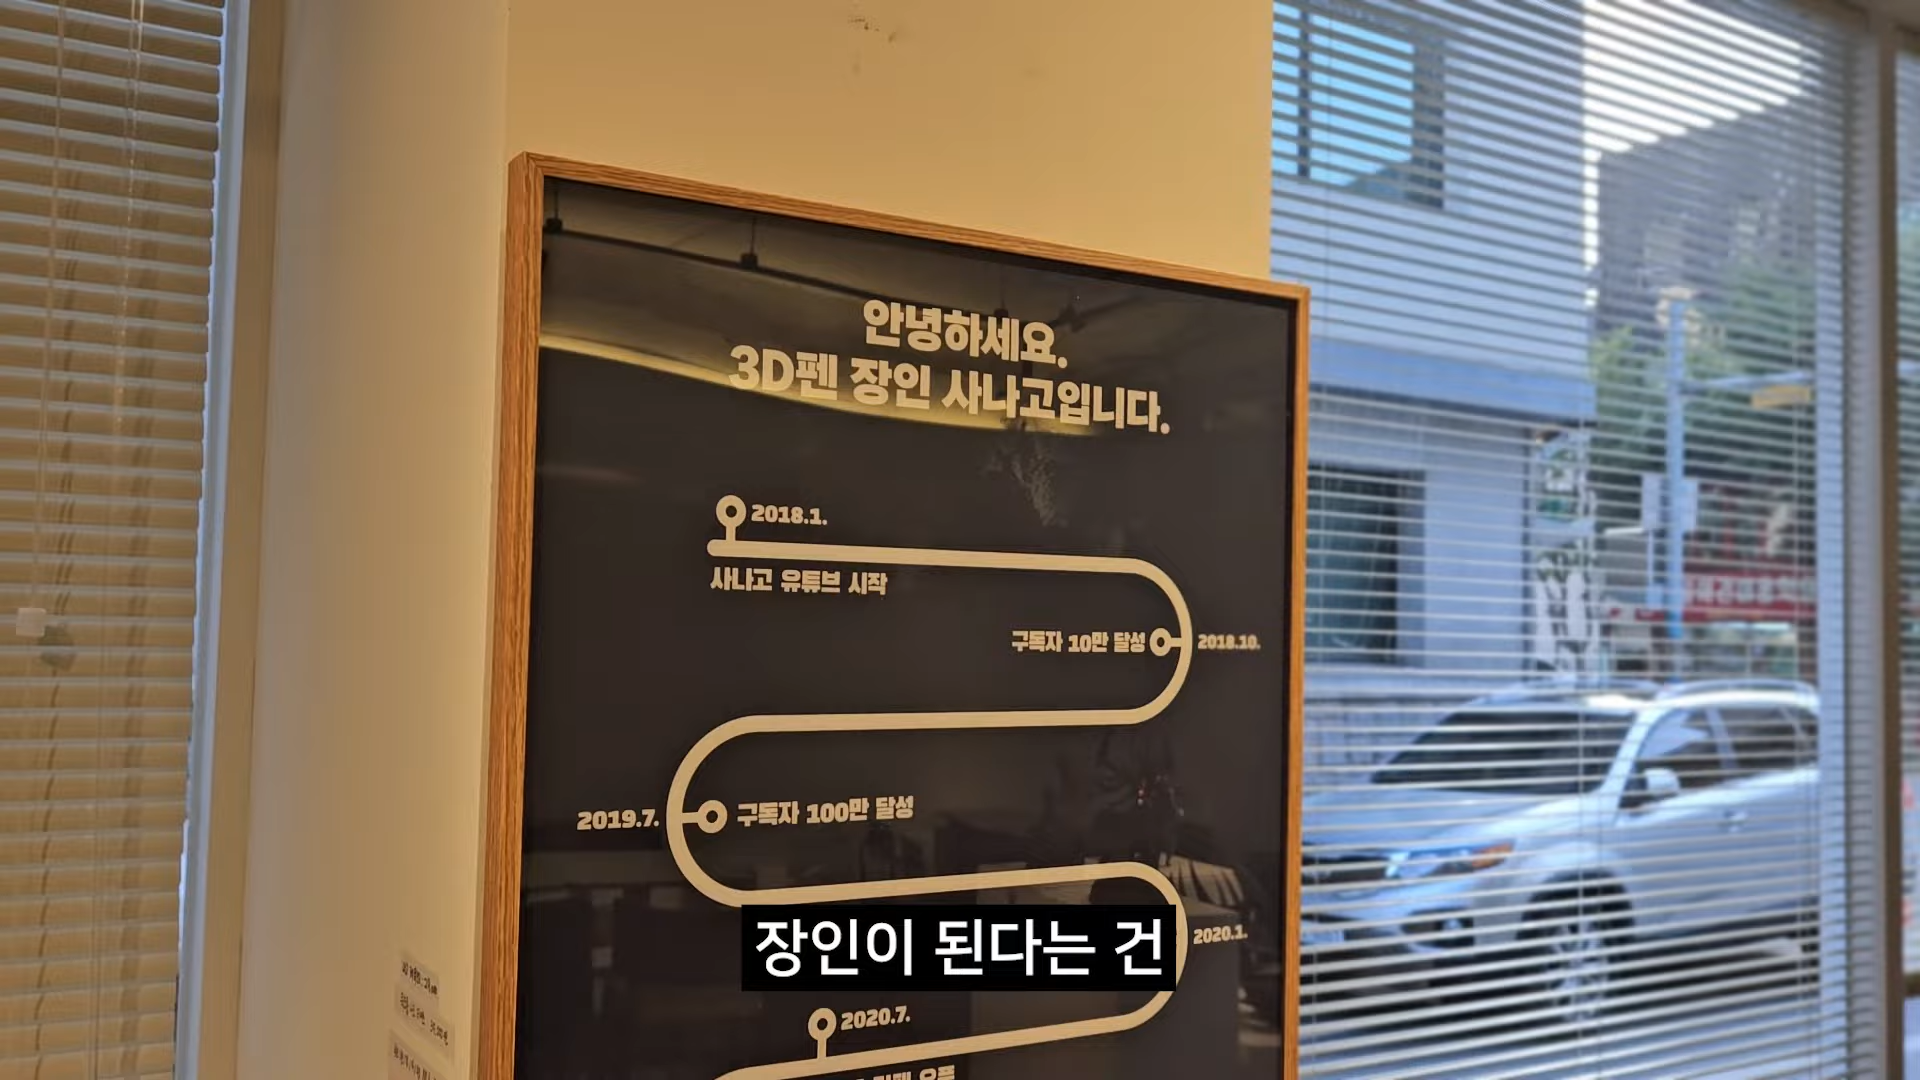 안녕하세요.
3D펜 장인 사나고입니다.
2018.1.
사나고 유튜브 시작
구독자 10만 달성
2018.10.
2019.7.
구독자 100만 달성
2020.1.
장인이 된다는 건
2020.7.
오픈